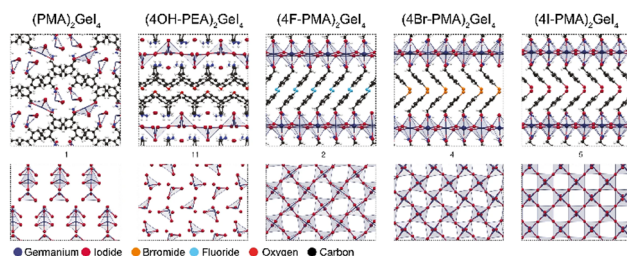 (PMA)₂GeI₄ (4OH-PEA)₂GeI₄ (4F-PMA)₂GeI₄ (4Br-PMA)₂GeI₄ (4I-PMA)₂GeI₄
1 11 2 4 5
Germanium Iodide Brromide Fluoride Oxygen Carbon